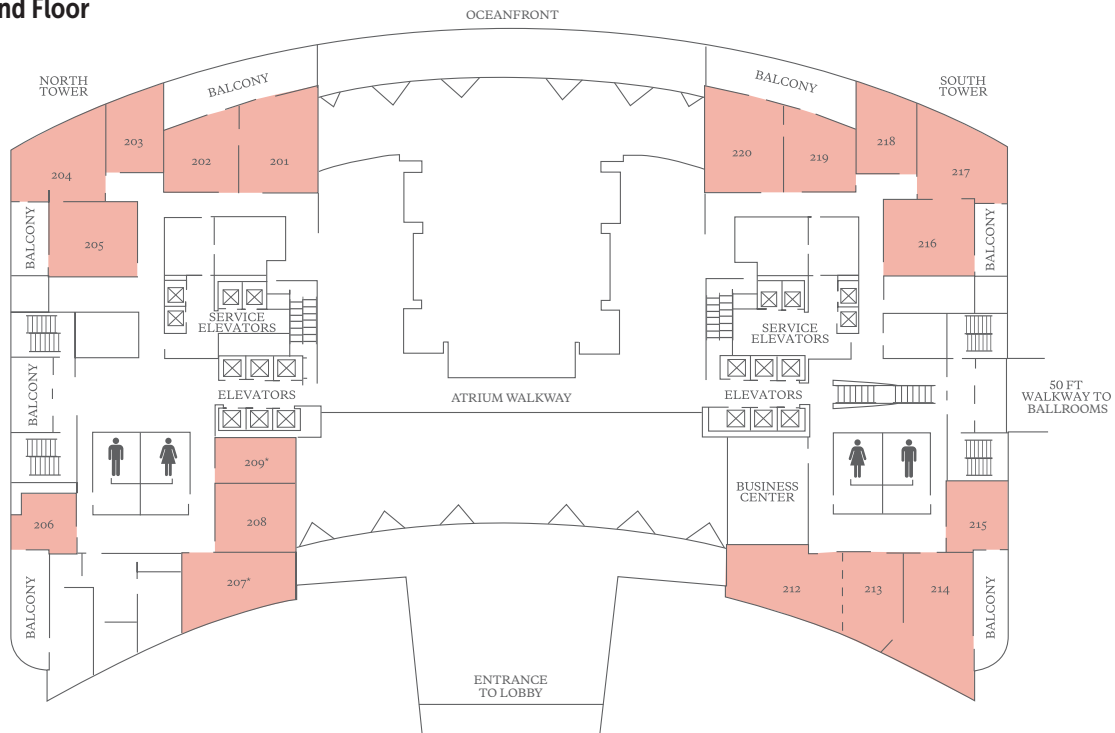 nd Floor
OCEANFRONT
NORTH
TOWER
BALCONY
BALCONY
SOUTH
TOWER
203
202
201
220
219
218
204
217
205
BALCONY
216
BALCONY
SERVICE
ELEVATORS
SERVICE
ELEVATORS
BALCONY
ELEVATORS
ATRIUM WALKWAY
ELEVATORS
50 FT
WALKWAY TO
BALLROOMS
209*
BUSINESS
CENTER
206
208
215
207*
212
213
214
BALCONY
BALCONY
ENTRANCE
TO LOBBY